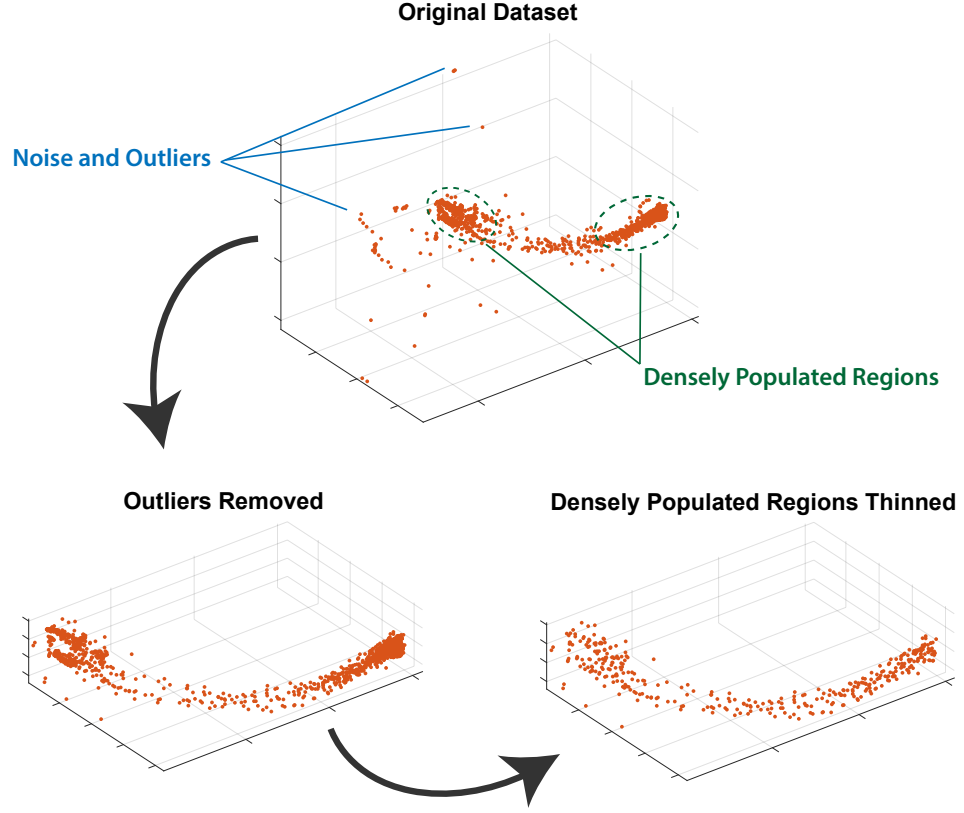 Original Dataset
Noise and Outliers
Densely Populated Regions
Outliers Removed
Densely Populated Regions Thinned